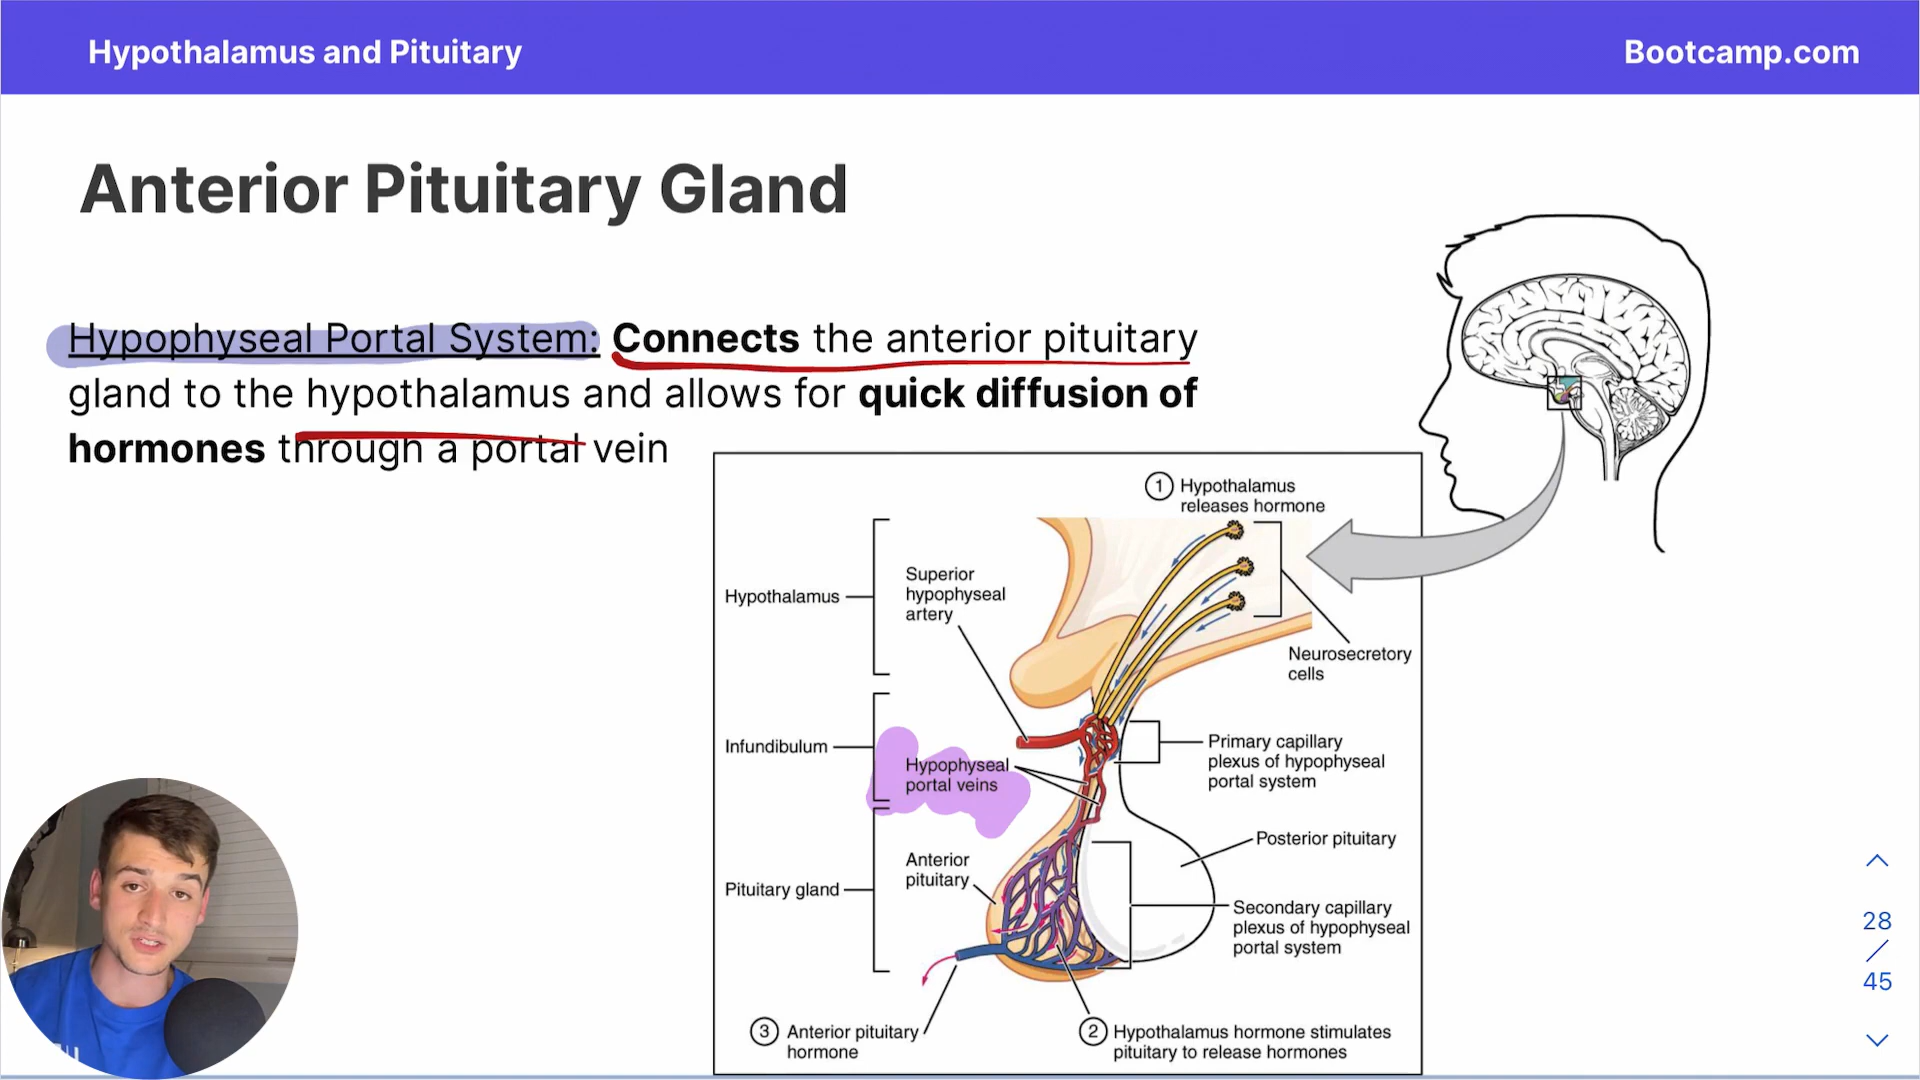 Hypothalamus and Pituitary
Bootcamp.com
Anterior Pituitary Gland
Hypophyseal Portal System: Connects the anterior pituitary
gland to the hypothalamus and allows for quick diffusion of
hormones through a portal vein
1 Hypothalamus
releases hormone
Superior
hypophyseal
artery
Hypothalamus
Neurosecretory
cells
Infundibulum
Hypophyseal
portal veins
Primary capillary
plexus of hypophyseal
portal system
Posterior pituitary
Anterior
pituitary
Pituitary gland
Secondary capillary
plexus of hypophyseal
portal system
3 Anterior pituitary
hormone
2 Hypothalamus hormone stimulates
pituitary to release hormones
28
/
45